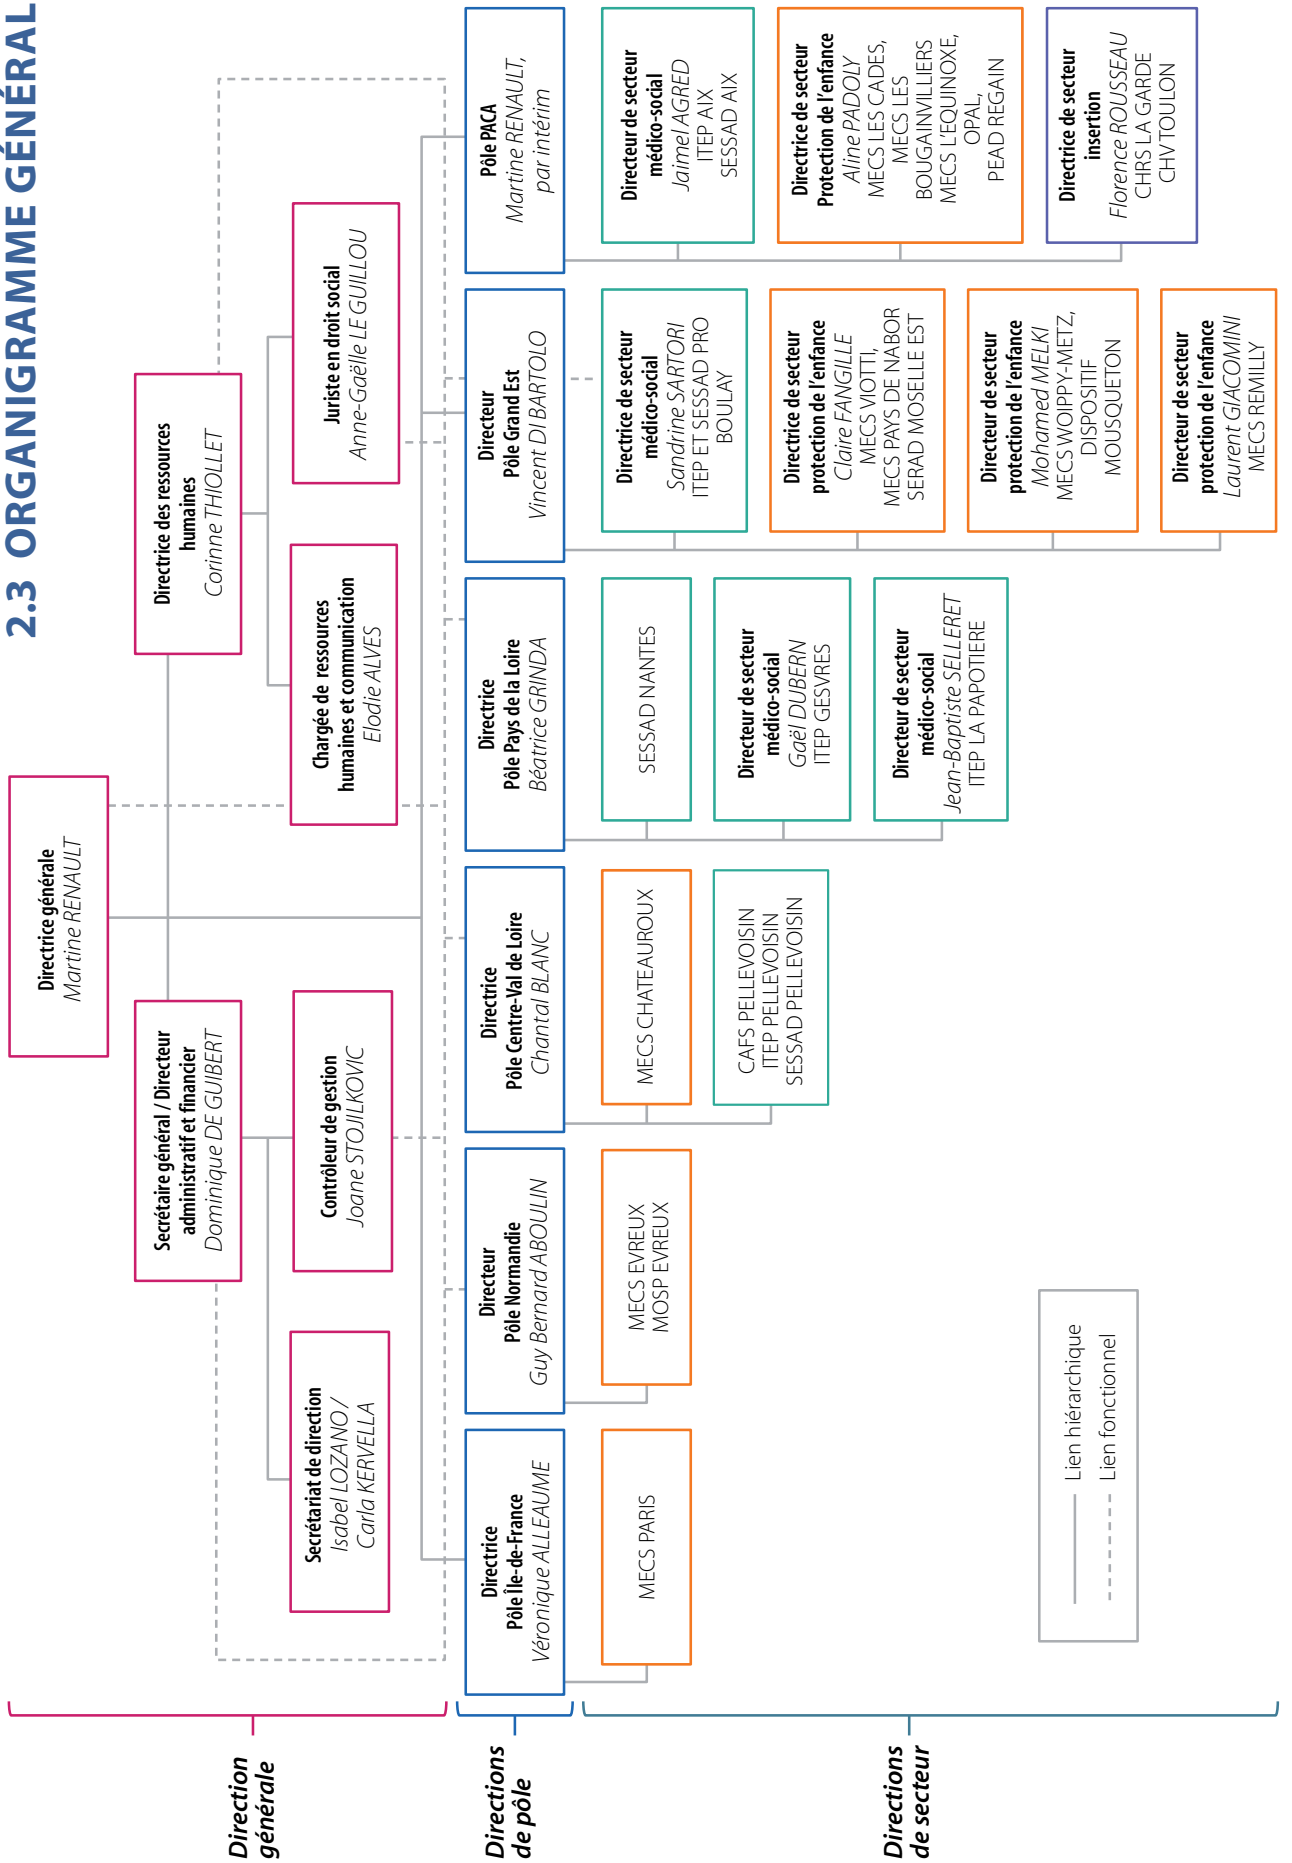 2.3 ORGANIGRAMME GÉNÉRAL
Direction
générale
Directrice générale
Martine RENAULT
Secrétaire général / Directeur
administratif et financier
Dominique DE GUIBERT
Directrice des ressources
humaines
Corinne THIOLLET
Secrétariat de direction
Isabel LOZANO /
Carla KERVELLA
Contrôleur de gestion
Joane STOJILKOVIC
Chargée de ressources
humaines et communication
Elodie ALVES
Juriste en droit social
Anne-Gaëlle LE GUILLOU
Directions
de pôle
Directrice
Pôle Île-de-France
Véronique ALLEAUME
Directeur
Pôle Normandie
Guy Bernard ABOULIN
Directrice
Pôle Centre-Val de Loire
Chantal BLANC
Directrice
Pôle Pays de la Loire
Béatrice GRINDA
Directeur
Pôle Grand Est
Vincent DI BARTOLO
Pôle PACA
Martine RENAULT,
par intérim
Directions
de secteur
MECS PARIS
MECS EVREUX
MOSP EVREUX
MECS CHATEAUROUX
CAFS PELLEVOISIN
ITEP PELLEVOISIN
SESSAD PELLEVOISIN
SESSAD NANTES
Directeur de secteur
médico-social
Gaël DUBERN
ITEP GESVRES
Directeur de secteur
médico-social
Jean-Baptiste SELLERET
ITEP LA PAPOTIERE
Directrice de secteur
médico-social
Sandrine SARTORI
ITEP ET SESSAD PRO
BOULAY
Directrice de secteur
protection de l'enfance
Claire FANGILLE
MECS VIOTTI,
MECS PAYS DE NABOR
SERAD MOSELLE EST
Directeur de secteur
protection de l'enfance
Mohamed MELKI
MECS WOIPPY-METZ,
DISPOSITIF
MOUSQUETON
Directeur de secteur
protection de l'enfance
Laurent GIACOMINI
MECS REMILLY
Directeur de secteur
médico-social
Jaimel AGRED
ITEP AIX
SESSAD AIX
Directrice de secteur
Protection de l'enfance
Aline PADOLY
MECS LES CADES,
MECS LES
BOUGAINVILLIERS
MECS L'EQUINOXE,
OPAL,
PEAD REGAIN
Directrice de secteur
insertion
Florence ROUSSEAU
CHRS LA GARDE
CHV TOULON
Lien hiérarchique
Lien fonctionnel